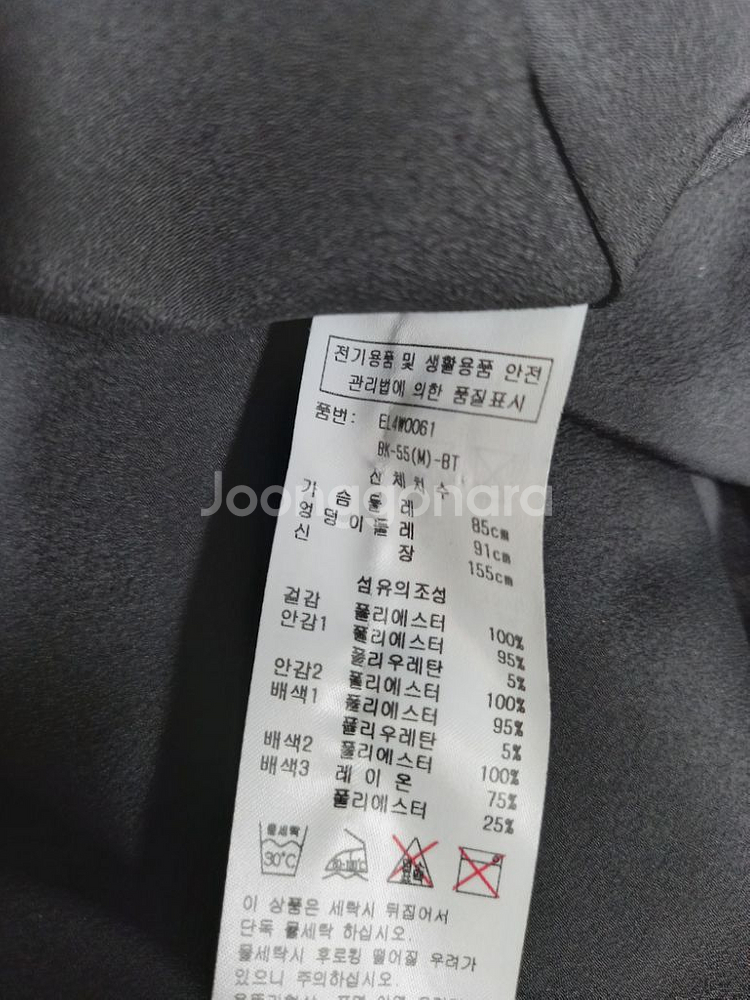 전기용품 및 생활용품 안전
관리법에 의한 품질표시
품번: EL4W0061
BK-55(M)-BT
신 체 치 수
가 슴 둘 레 85cm
엉 덩 이 둘 레 91cm
신 장 155cm
섬유의조성
겉감 폴리에스터 100%
안감1 폴리에스터 95%
폴리우레탄 5%
안감2 폴리에스터 100%
배색1 폴리에스터 95%
폴리우레탄 5%
배색2 폴리에스터 100%
배색3 레 이 온 75%
폴리에스터 25%
물세탁
30℃
이 상품은 세탁시 뒤집어서
단독 물세탁 하십시오.
물세탁시 후로킹 떨어질 우려가
있으니 주의하십시오.
Joonggonara